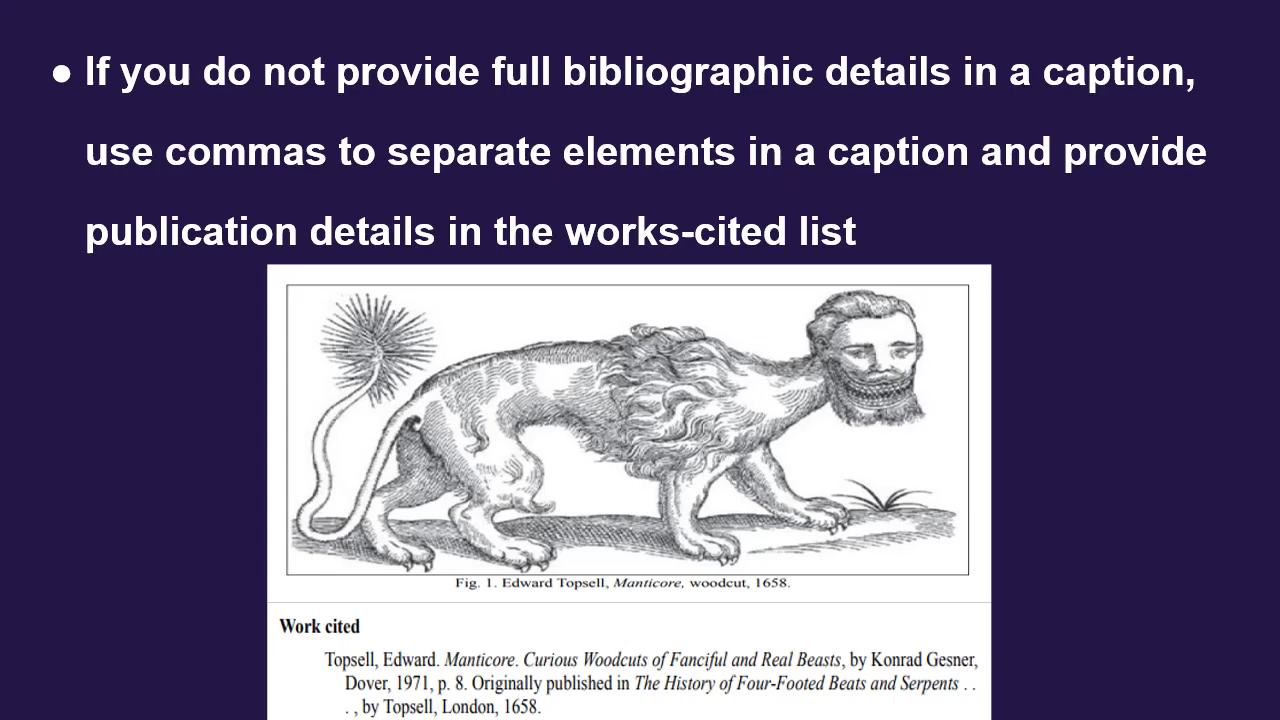 ● If you do not provide full bibliographic details in a caption,
use commas to separate elements in a caption and provide
publication details in the works-cited list
Fig. 1. Edward Topsell, Manticore, woodcut, 1658.
Work cited
Topsell, Edward. Manticore. Curious Woodcuts of Fanciful and Real Beasts, by Konrad Gesner,
Dover, 1971, p. 8. Originally published in The History of Four-Footed Beats and Serpents . .
. , by Topsell, London, 1658.